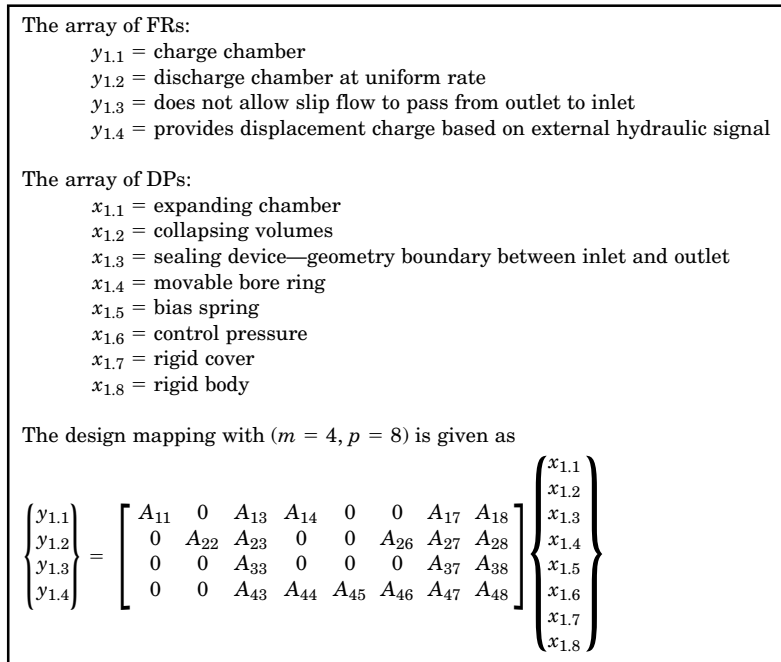 The array of FRs:
y1.1 = charge chamber
y1.2 = discharge chamber at uniform rate
y1.3 = does not allow slip flow to pass from outlet to inlet
y1.4 = provides displacement charge based on external hydraulic signal
The array of DPs:
x1.1 = expanding chamber
x1.2 = collapsing volumes
x1.3 = sealing device—geometry boundary between inlet and outlet
x1.4 = movable bore ring
x1.5 = bias spring
x1.6 = control pressure
x1.7 = rigid cover
x1.8 = rigid body
The design mapping with (m = 4, p = 8) is given as
{y1.1 y1.2 y1.3 y1.4} =
[A11 0 A13 A14 0 0 A17 A18
0 A22 A23 0 0 A26 A27 A28
0 0 A33 0 0 0 A37 A38
0 0 A43 A44 A45 A46 A47 A48]
{x1.1
x1.2
x1.3
x1.4
x1.5
x1.6
x1.7
x1.8}